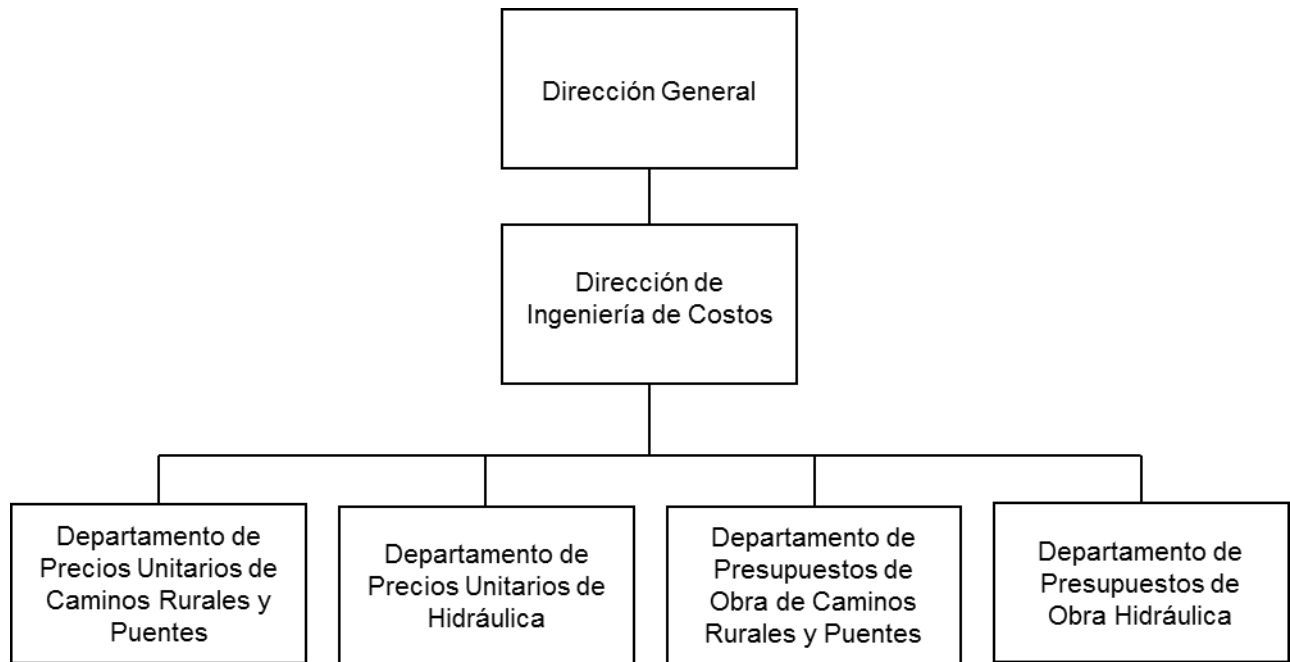 Dirección General
Dirección de
Ingeniería de Costos
Departamento de
Precios Unitarios de
Caminos Rurales y
Puentes
Departamento de
Precios Unitarios de
Hidráulica
Departamento de
Presupuestos de
Obra de Caminos
Rurales y Puentes
Departamento de
Presupuestos de
Obra Hidráulica